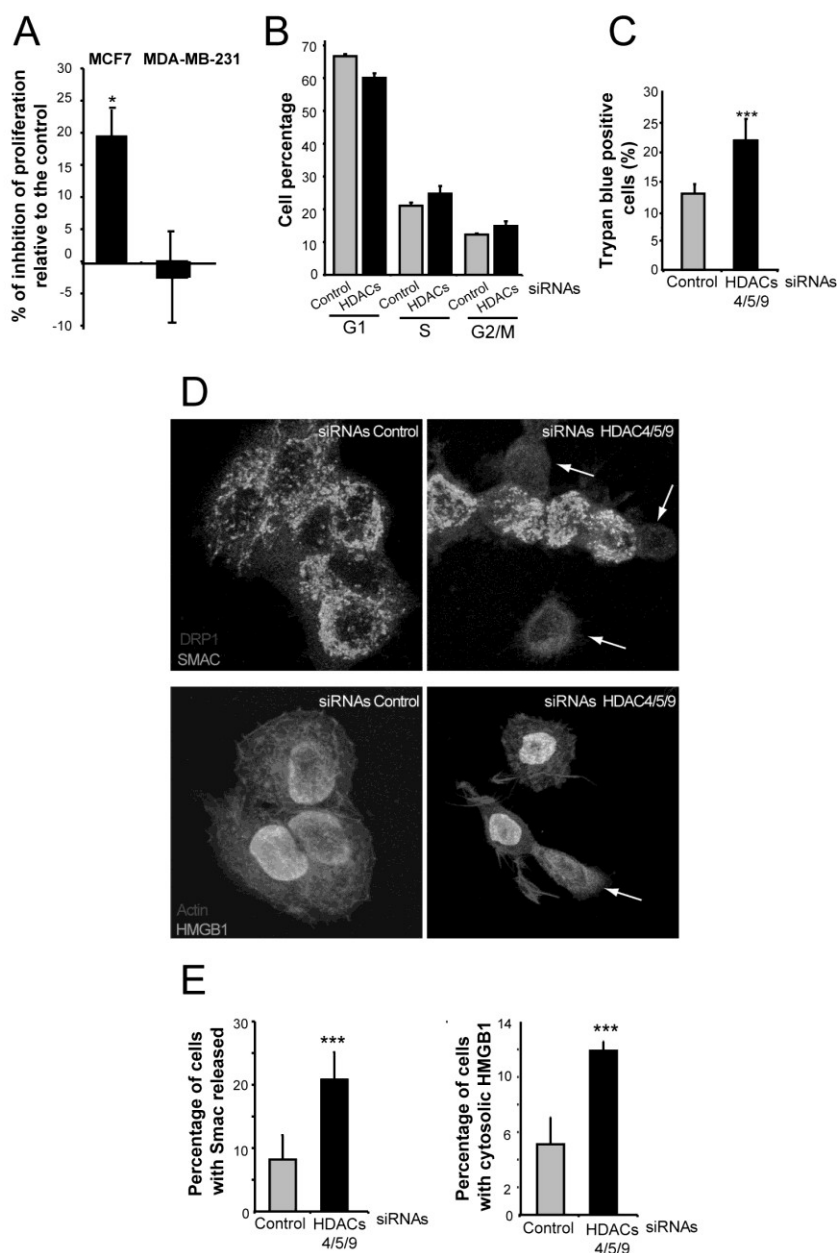 A
MCF7 MDA-MB-231
% of inhbition of proliferation
relative to the control
30
25
20
15
10
5
0
-5
-10
*
B
Cell percentage
70
60
50
40
30
20
10
0
Control
HDACs
Control
HDACs
Control
HDACs
siRNAs
G1
S
G2/M
C
Trypan blue positive
cells (%)
30
25
20
15
15
0
***
Control
HDACs
4/5/9
siRNAs
D
siRNAs Control
DRP1
SMAC
siRNAs HDAC4/5/9
siRNAs Control
Actin
HMGB1
siRNAs HDAC4/5/9
E
Percentage of cells
with Smac released
30
20
10
0
***
Control
HDACs
4/5/9
siRNAs
Percentage of cells
with cytosolic HMGB1
14
12
10
8
6
6
2
0
***
Control
HDACs
4/5/9
siRNAs